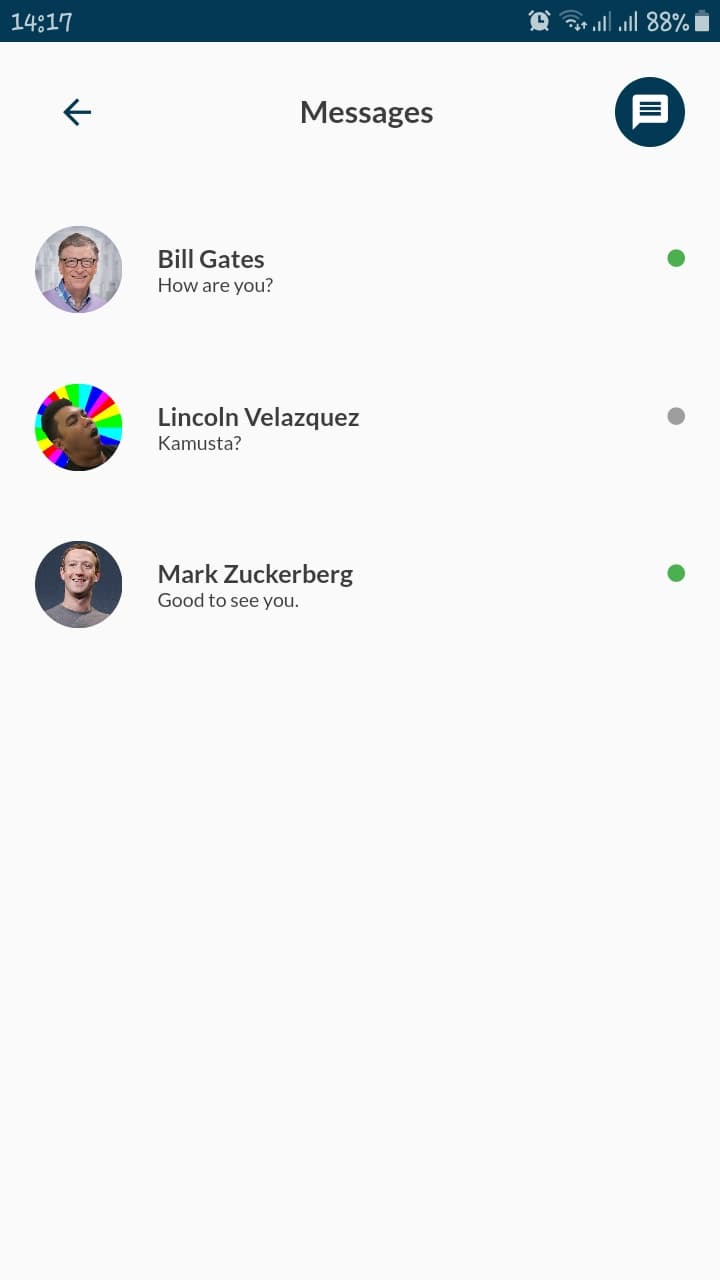 14:17
88%
Messages
Bill Gates
How are you?
Lincoln Velazquez
Kamusta?
Mark Zuckerberg
Good to see you.